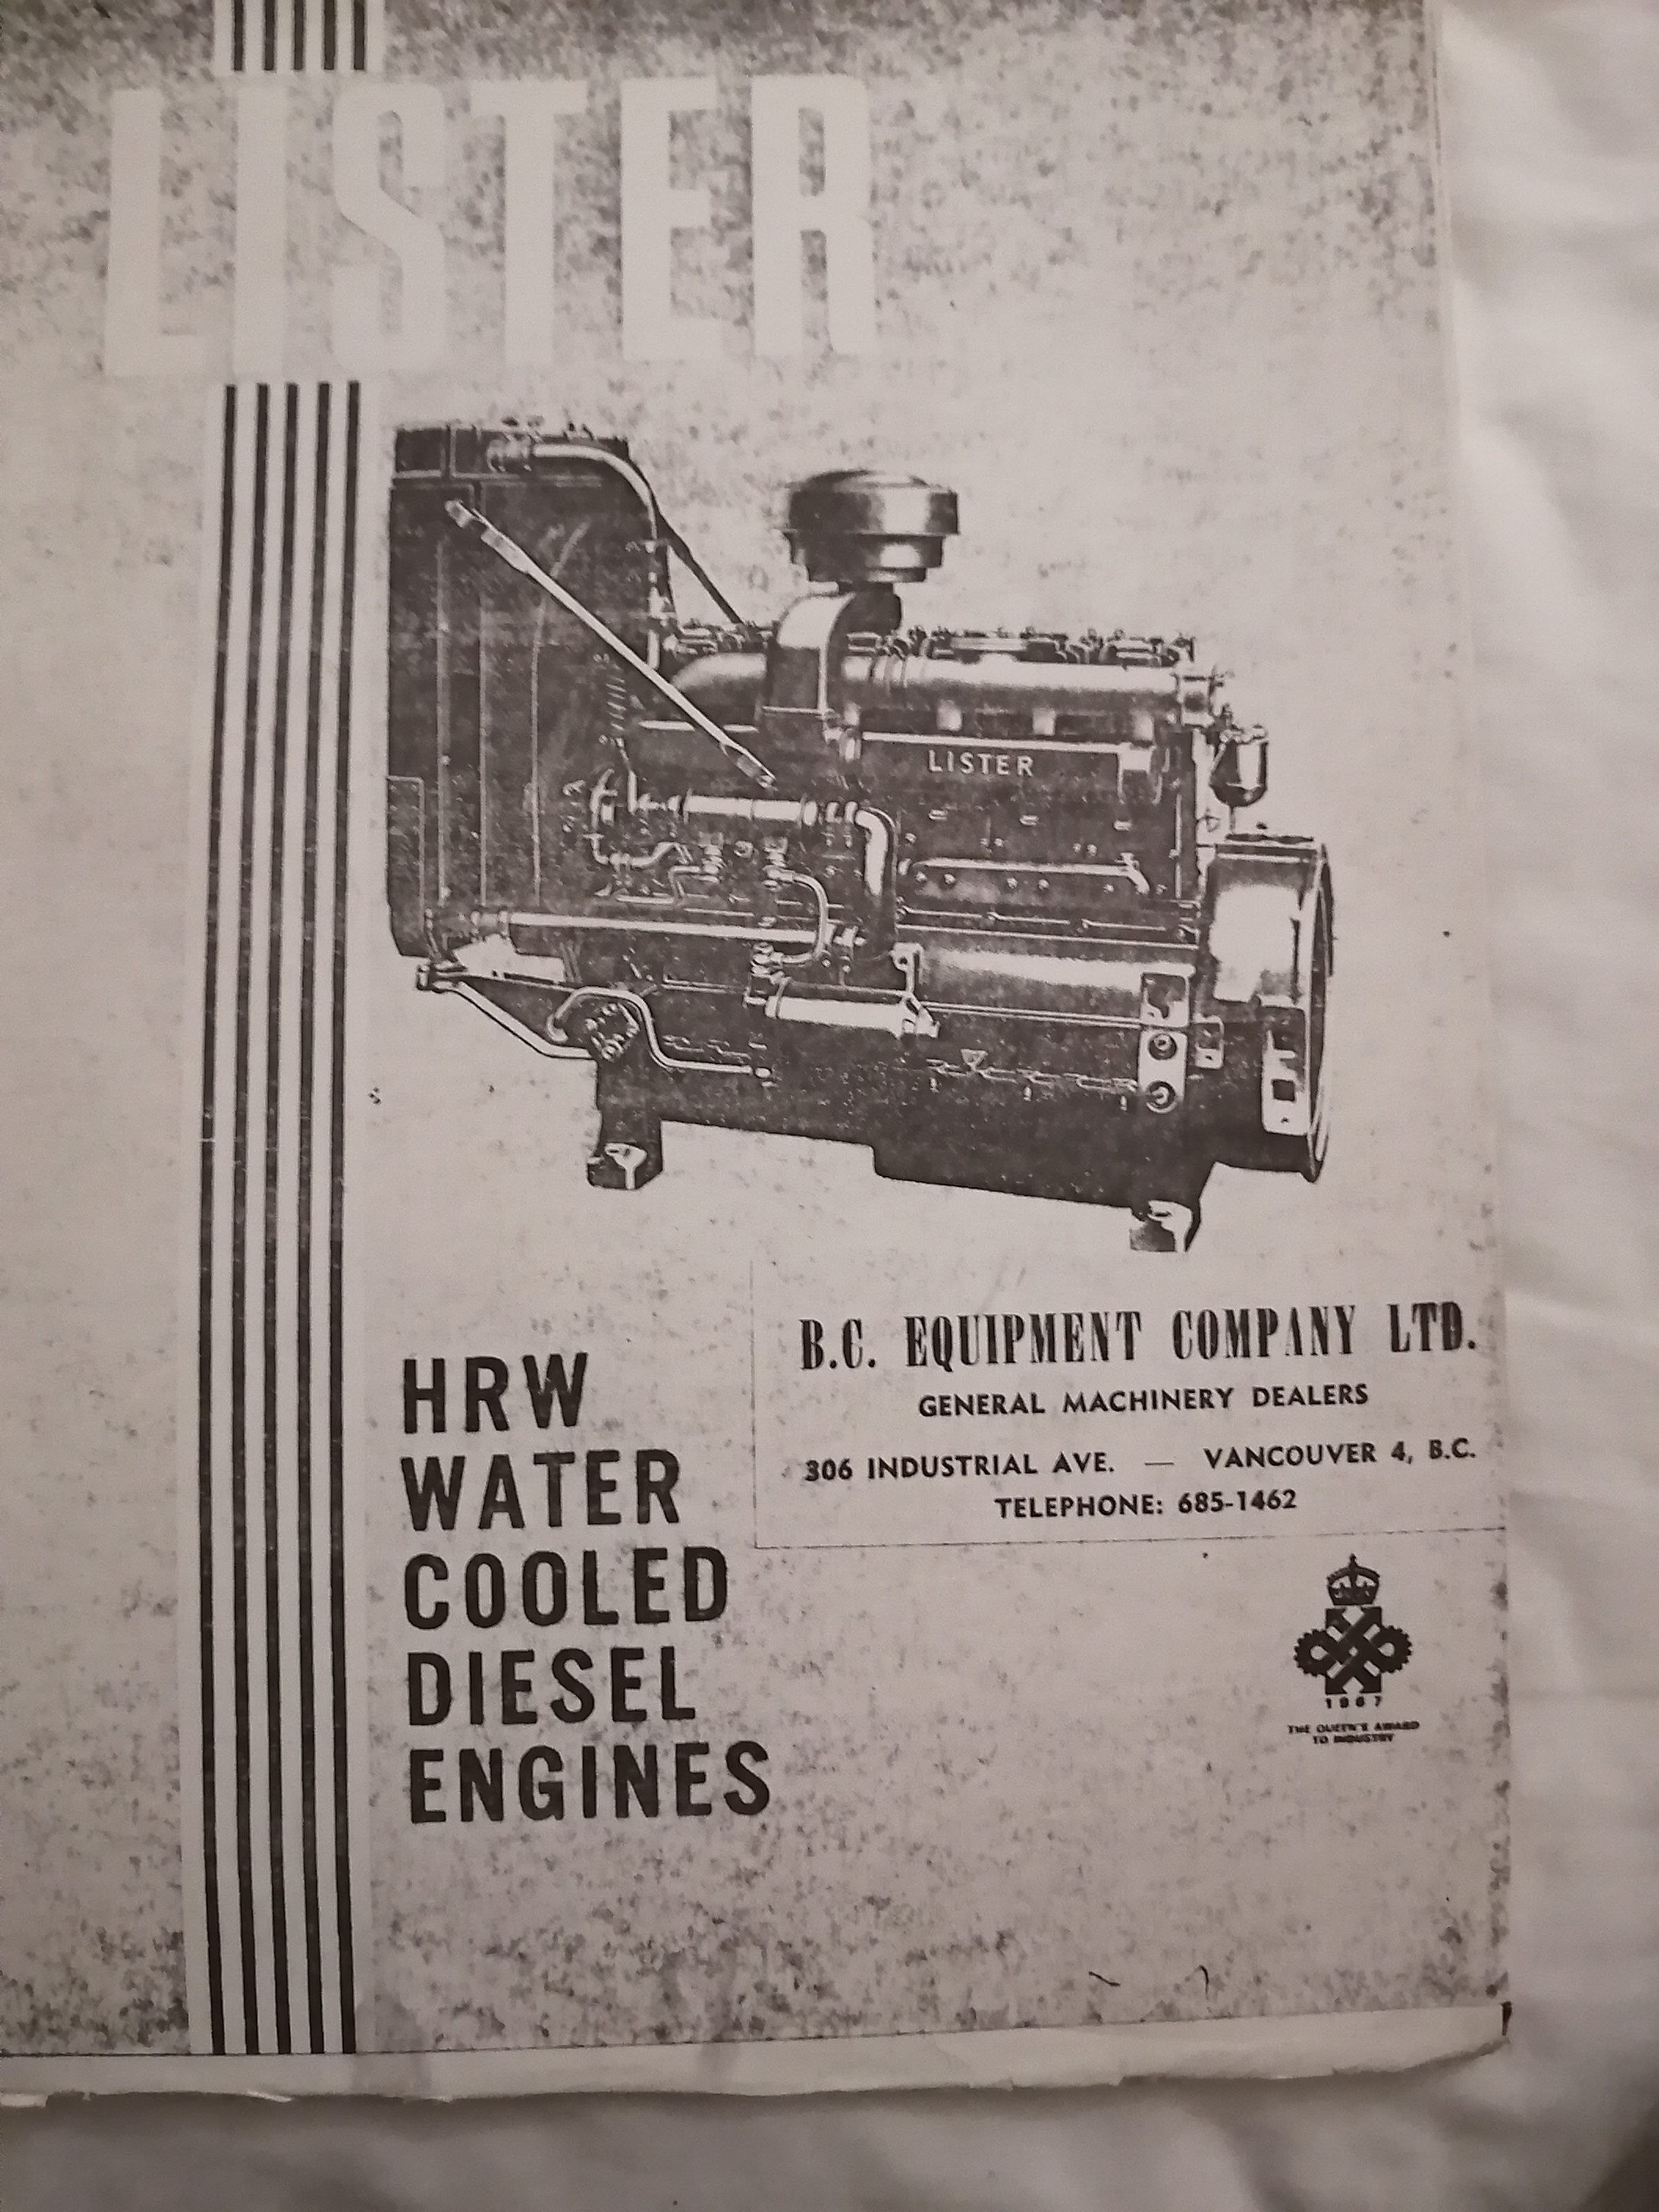 LISTER
LISTER
B.C. EQUIPMENT COMPANY LTD.
GENERAL MACHINERY DEALERS
306 INDUSTRIAL AVE. — VANCOUVER 4, B.C.
TELEPHONE: 685-1462
HRW
WATER
COOLED
DIESEL
ENGINES
1967
THE QUEEN'S AWARD
TO INDUSTRY